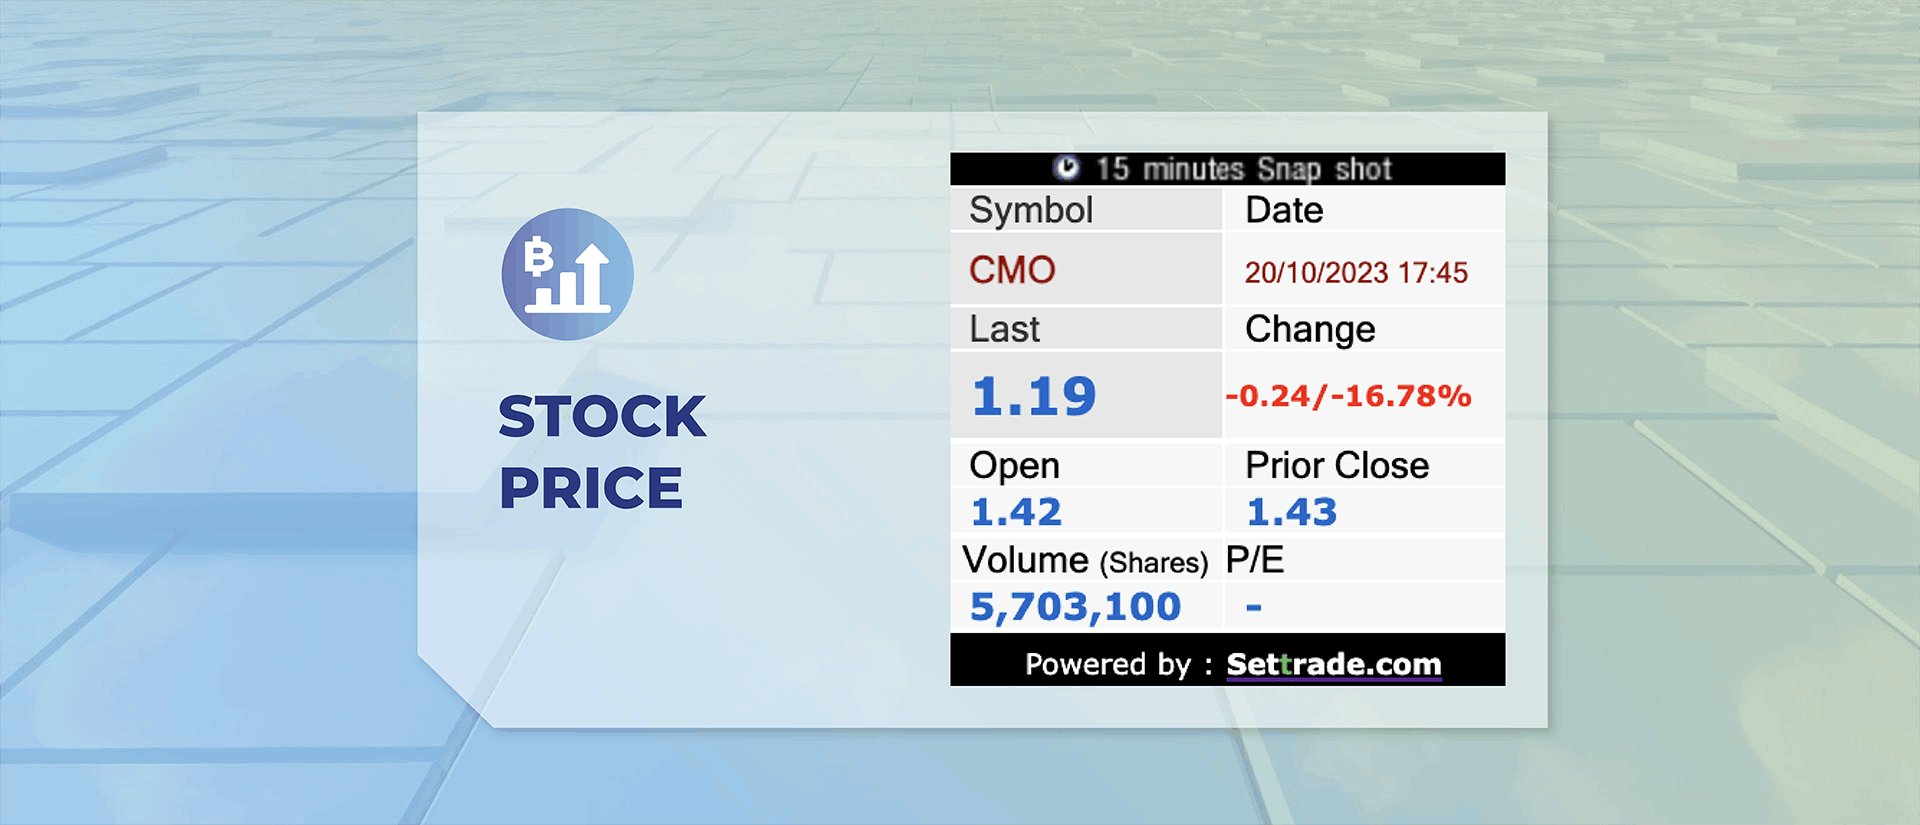 STOCK
PRICE
15 minutes Snap shot
Symbol Date
CMO 20/10/2023 17:45
Last Change
1.19 -0.24/-16.78%
Open Prior Close
1.42 1.43
Volume (Shares) P/E
5,703,100 -
Powered by : Settrade.com